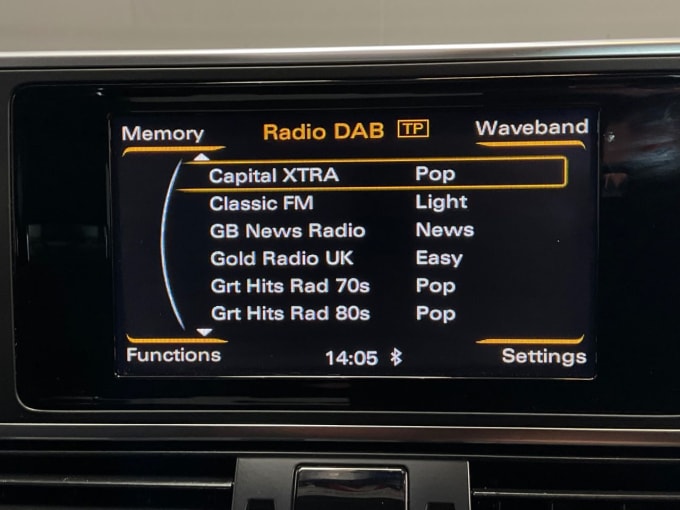 Memory Radio DAB TP Waveband
Capital XTRA Pop
Classic FM Light
GB News Radio News
Gold Radio UK Easy
Grt Hits Rad 70s Pop
Grt Hits Rad 80s Pop
Functions 14:05 Settings